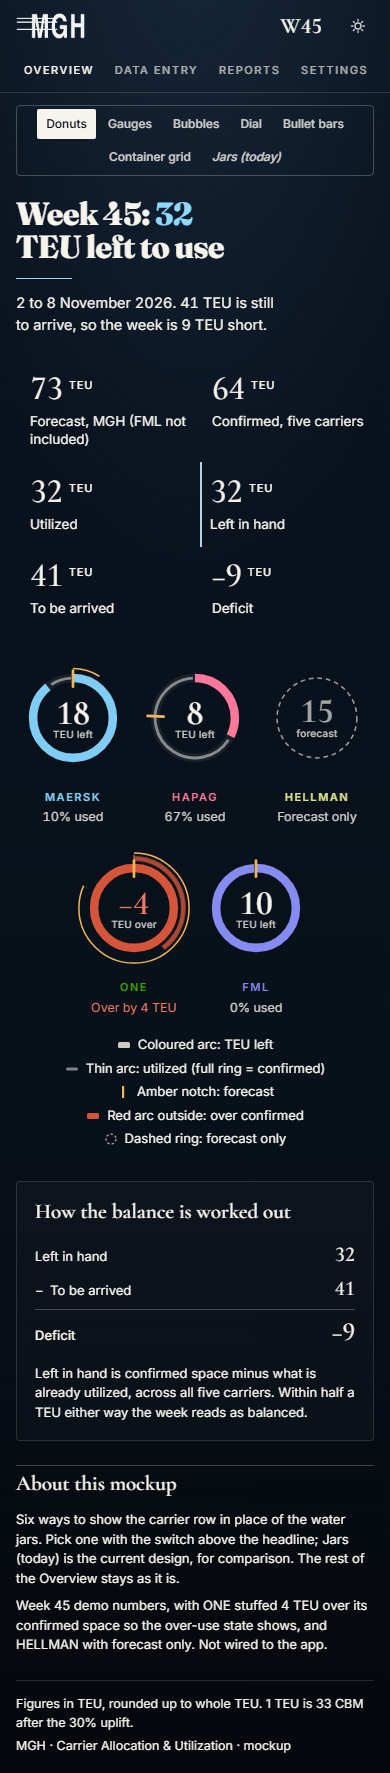 MGH
W45
OVERVIEW DATA ENTRY REPORTS SETTINGS
Donuts Gauges Bubbles Dial Bullet bars
Container grid Jars (today)
Week 45: 32
TEU left to use
2 to 8 November 2026. 41 TEU is still
to arrive, so the week is 9 TEU short.
73 TEU
Forecast, MGH (FML not
included)
64 TEU
Confirmed, five carriers
32 TEU
Utilized
32 TEU
Left in hand
41 TEU
To be arrived
–9 TEU
Deficit
18
TEU left
MAERSK
10% used
8
TEU left
HAPAG
67% used
15
forecast
HELLMAN
Forecast only
–4
TEU over
ONE
Over by 4 TEU
10
TEU left
FML
0% used
Coloured arc: TEU left
Thin arc: utilized (full ring = confirmed)
Amber notch: forecast
Red arc outside: over confirmed
Dashed ring: forecast only
How the balance is worked out
Left in hand 32
– To be arrived 41
Deficit –9
Left in hand is confirmed space minus what is
already utilized, across all five carriers. Within half a
TEU either way the week reads as balanced.
About this mockup
Six ways to show the carrier row in place of the water
jars. Pick one with the switch above the headline; Jars
(today) is the current design, for comparison. The rest of
the Overview stays as it is.
Week 45 demo numbers, with ONE stuffed 4 TEU over its
confirmed space so the over-use state shows, and
HELLMAN with forecast only. Not wired to the app.
Figures in TEU, rounded up to whole TEU. 1 TEU is 33 CBM
after the 30% uplift.
MGH · Carrier Allocation & Utilization · mockup